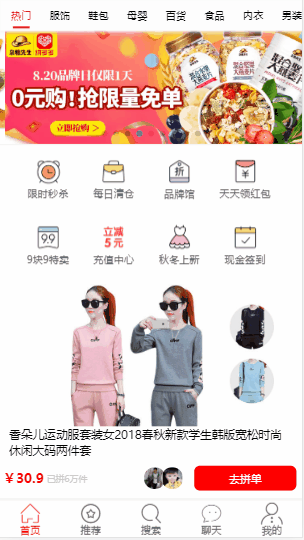 热门 服饰 鞋包 母婴 百货 食品 内衣 男装
拼多多
8.20品牌日仅限1天
0元购!抢限量免单
立即抢购 >
限时秒杀 每日清仓 品牌馆 天天领红包
9.9 立减5元
9块9特卖 充值中心 秋冬上新 现金签到
香朵儿运动服套装女2018春秋新款学生韩版宽松时尚
休闲大码两件套
¥30.9 已拼6万件 去拼单
首页 推荐 搜索 聊天 我的